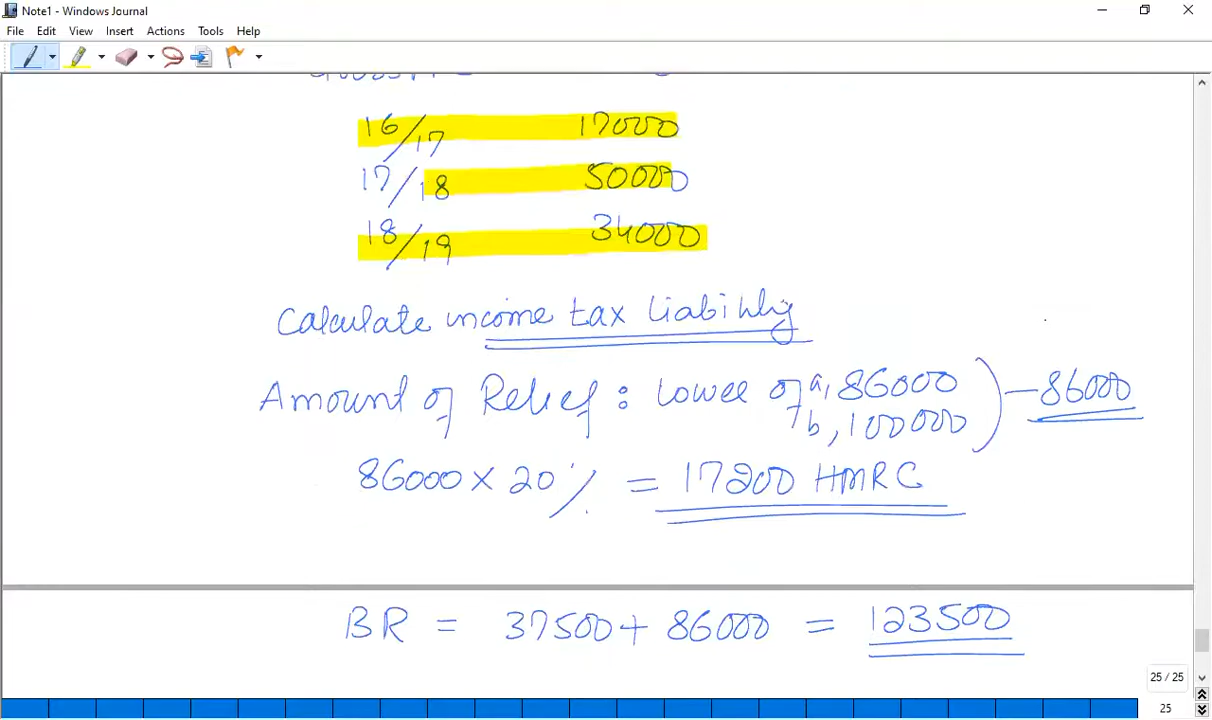 Note1 - Windows Journal
File Edit View Insert Actions Tools Help
16/17 17000
17/18 50000
18/19 34000
Calculate income tax liability
Amount of Relief : Lower of a, 86000
b, 100000 ) - 86000
86000 x 20% = 17200 HMRC
BR = 37500 + 86000 = 123500
25 / 25
25